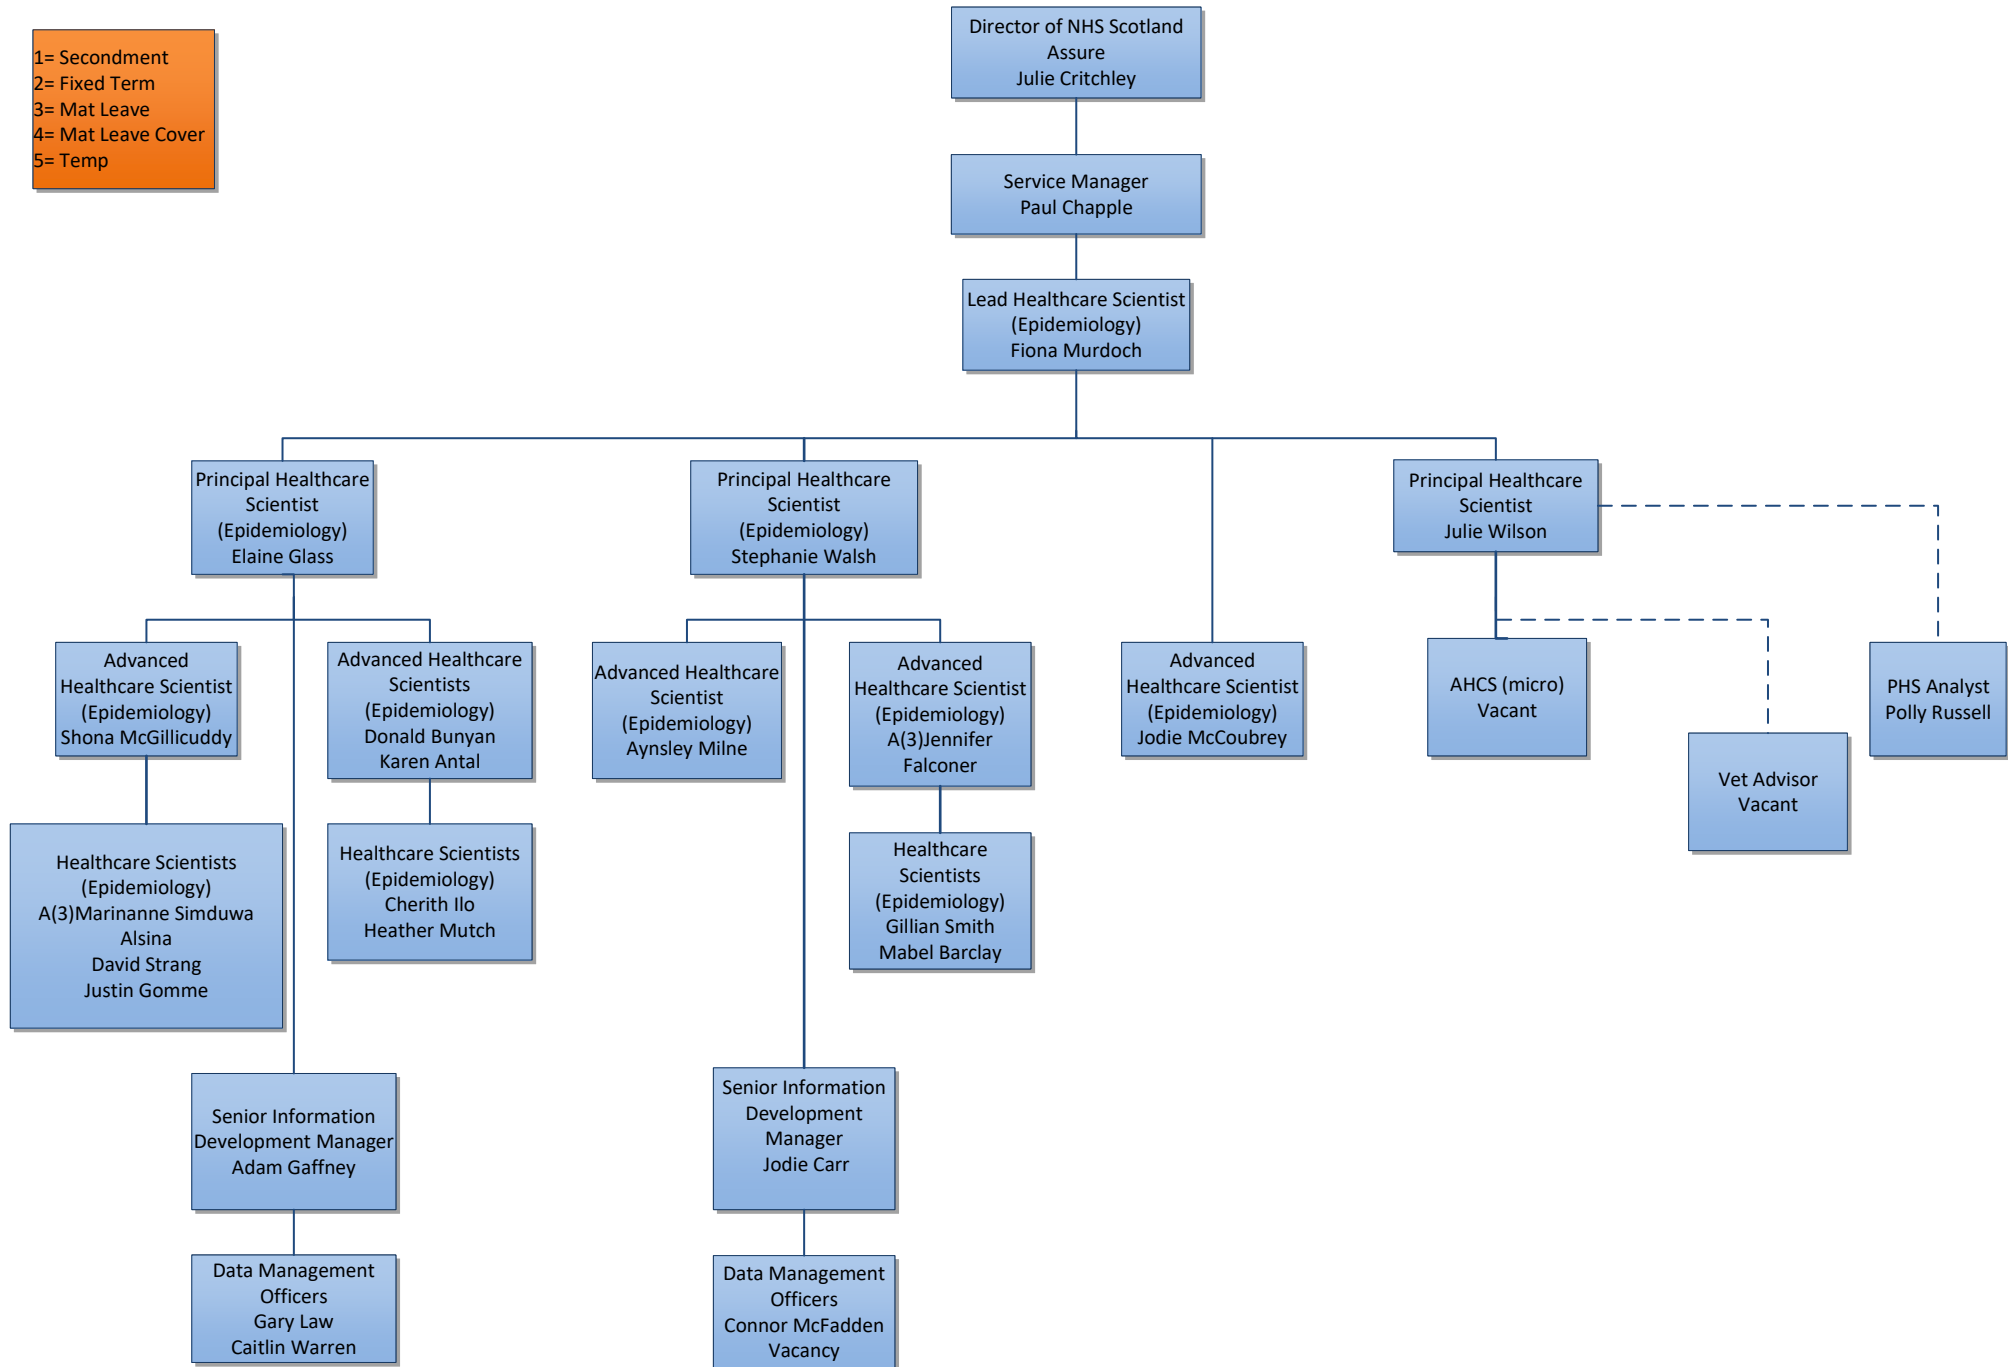 1= Secondment
2= Fixed Term
3= Mat Leave
4= Mat Leave Cover
5= Temp
Director of NHS Scotland
Assure
Julie Critchley
Service Manager
Paul Chapple
Lead Healthcare Scientist
(Epidemiology)
Fiona Murdoch
Principal Healthcare
Scientist
(Epidemiology)
Elaine Glass
Principal Healthcare
Scientist
(Epidemiology)
Stephanie Walsh
Principal Healthcare
Scientist
Julie Wilson
Advanced
Healthcare Scientist
(Epidemiology)
Shona McGillicuddy
Advanced Healthcare
Scientists
(Epidemiology)
Donald Bunyan
Karen Antal
Advanced Healthcare
Scientist
(Epidemiology)
Aynsley Milne
Advanced
Healthcare Scientist
(Epidemiology)
A(3)Jennifer
Falconer
Advanced
Healthcare Scientist
(Epidemiology)
Jodie McCoubrey
AHCS (micro)
Vacant
PHS Analyst
Polly Russell
Vet Advisor
Vacant
Healthcare Scientists
(Epidemiology)
A(3)Marinanne Simduwa
Alsina
David Strang
Justin Gomme
Healthcare Scientists
(Epidemiology)
Cherith Ilo
Heather Mutch
Healthcare
Scientists
(Epidemiology)
Gillian Smith
Mabel Barclay
Senior Information
Development Manager
Adam Gaffney
Senior Information
Development
Manager
Jodie Carr
Data Management
Officers
Gary Law
Caitlin Warren
Data Management
Officers
Connor McFadden
Vacancy